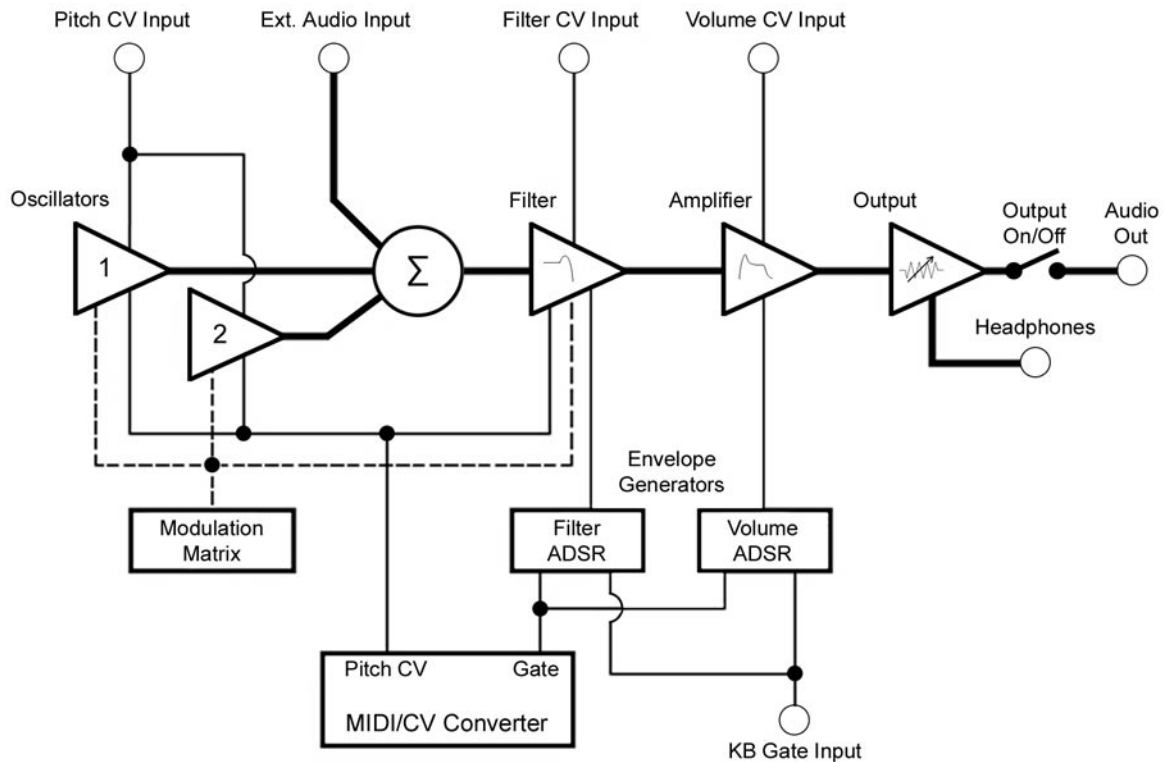 Pitch CV Input
Ext. Audio Input
Filter CV Input
Volume CV Input
Oscillators
Filter
Amplifier
Output
Output
On/Off
Audio
Out
1
Σ
2
Headphones
Envelope
Generators
Modulation
Matrix
Filter
ADSR
Volume
ADSR
Pitch CV
Gate
MIDI/CV Converter
KB Gate Input